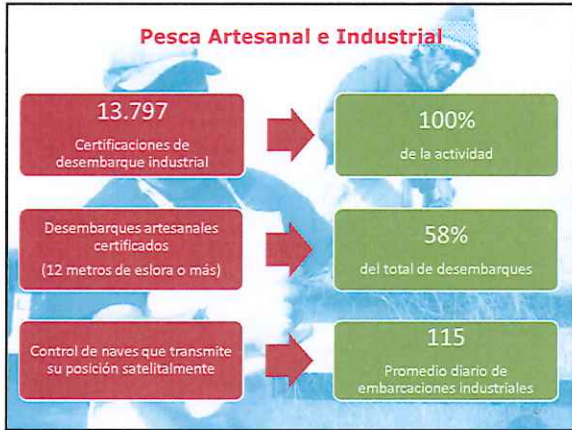 Pesca Artesanal e Industrial
13.797
Certificaciones de
desembarque industrial
100%
de la actividad
Desembarques artesanales
certificados
(12 metros de eslora o más)
58%
del total de desembarques
Control de naves que transmite
su posición satelitalmente
115
Promedio diario de
embarcaciones industriales